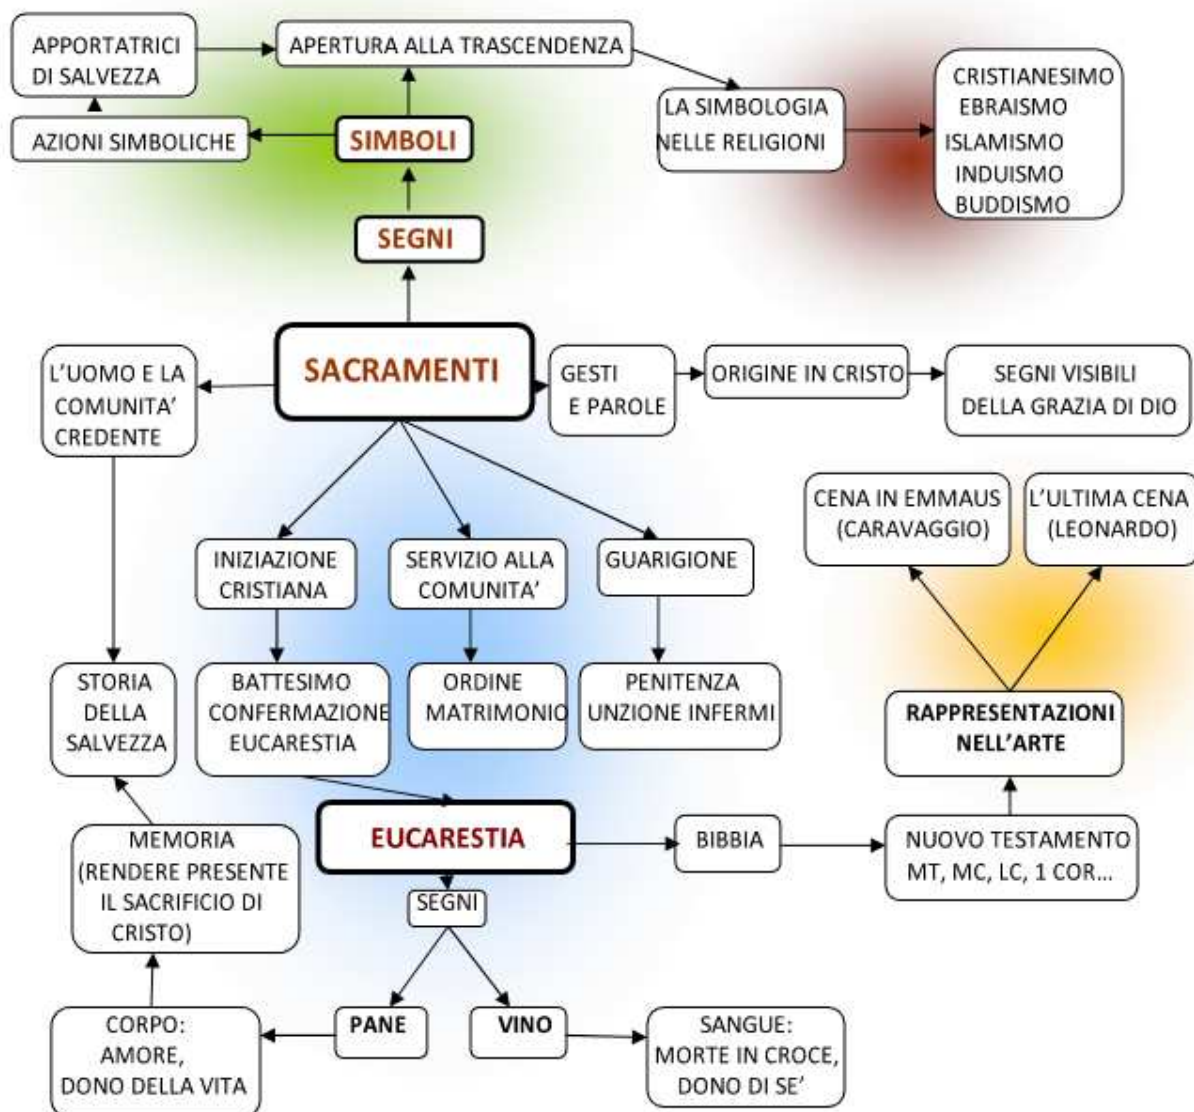 APPORTATRICI
DI SALVEZZA
APERTURA ALLA TRASCENDENZA
LA SIMBOLOGIA
NELLE RELIGIONI
CRISTIANESIMO
EBRAISMO
ISLAMISMO
INDUISMO
BUDDISMO
AZIONI SIMBOLICHE
SIMBOLI
SEGNI
SACRAMENTI
L'UOMO E LA
COMUNITA'
CREDENTE
GESTI
E PAROLE
ORIGINE IN CRISTO
SEGNI VISIBILI
DELLA GRAZIA DI DIO
CENA IN EMMAUS
(CARAVAGGIO)
L'ULTIMA CENA
(LEONARDO)
INIZIAZIONE
CRISTIANA
SERVIZIO ALLA
COMUNITA'
GUARIGIONE
STORIA
DELLA
SALVEZZA
BATTESIMO
CONFERMAZIONE
EUCARESTIA
ORDINE
MATRIMONIO
PENITENZA
UNZIONE INFERMI
RAPPRESENTAZIONI
NELL'ARTE
MEMORIA
(RENDERE PRESENTE
IL SACRIFICIO DI
CRISTO)
EUCARESTIA
BIBBIA
NUOVO TESTAMENTO
MT, MC, LC, 1 COR...
SEGNI
CORPO:
AMORE,
DONO DELLA VITA
PANE
VINO
SANGUE:
MORTE IN CROCE,
DONO DI SE'